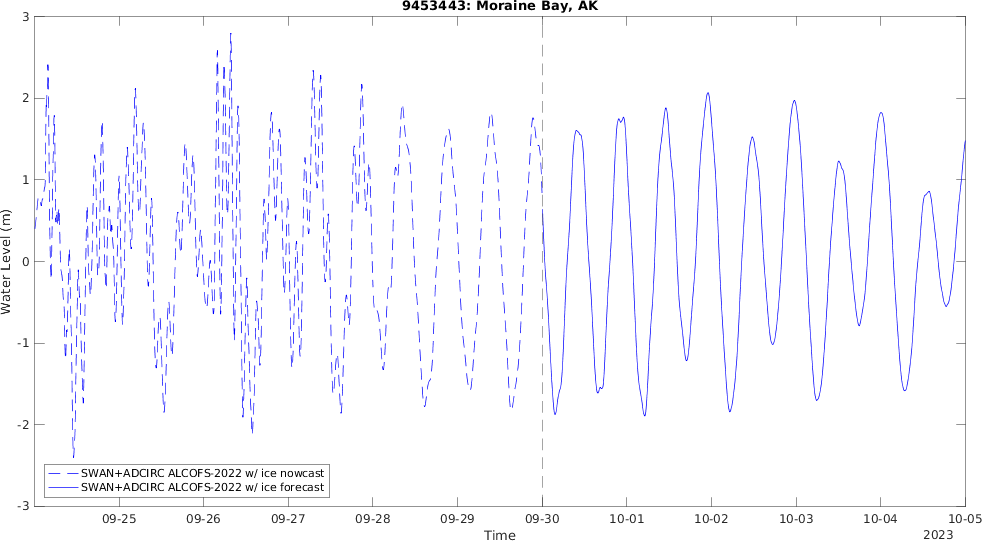 9453443: Moraine Bay, AK
3
2
1
0
-1
-2
-3
Water Level (m)
SWAN+ADCIRC ALCOFS-2022 w/ ice nowcast
SWAN+ADCIRC ALCOFS-2022 w/ ice forecast
09-25 09-26 09-27 09-28 09-29 09-30 10-01 10-02 10-03 10-04 10-05
Time
2023